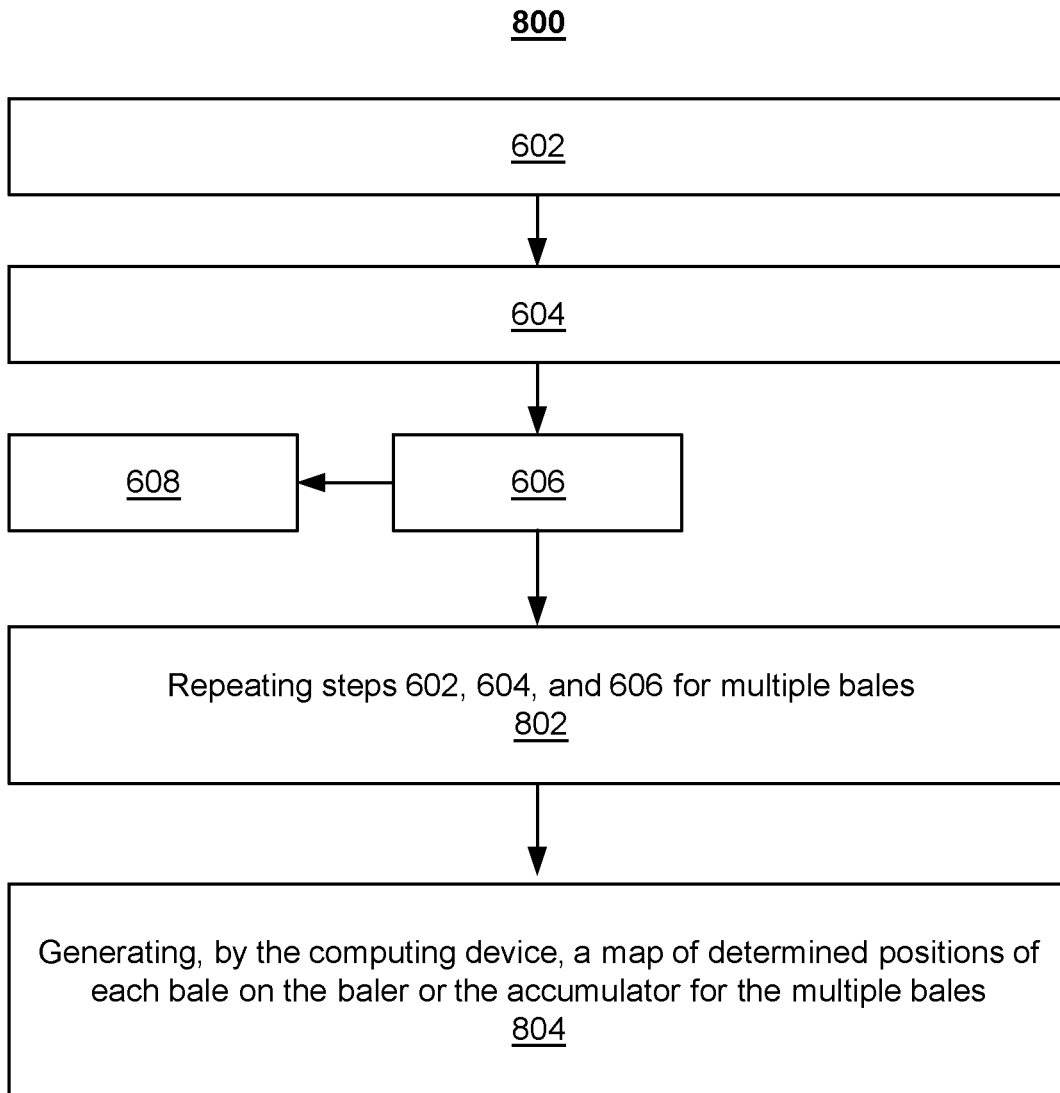 800
602
604
608
606
Repeating steps 602, 604, and 606 for multiple bales
802
Generating, by the computing device, a map of determined positions of
each bale on the baler or the accumulator for the multiple bales
804